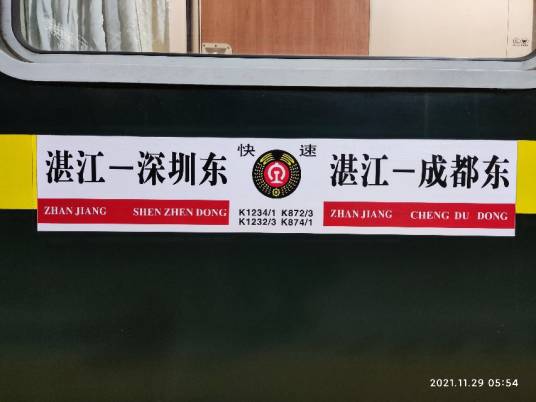 湛江－深圳东
ZHAN JIANG SHEN ZHEN DONG
快 速
K1234/1 K872/3
K1232/3 K874/1
湛江－成都东
ZHAN JIANG CHENG DU DONG
2021.11.29 05:54